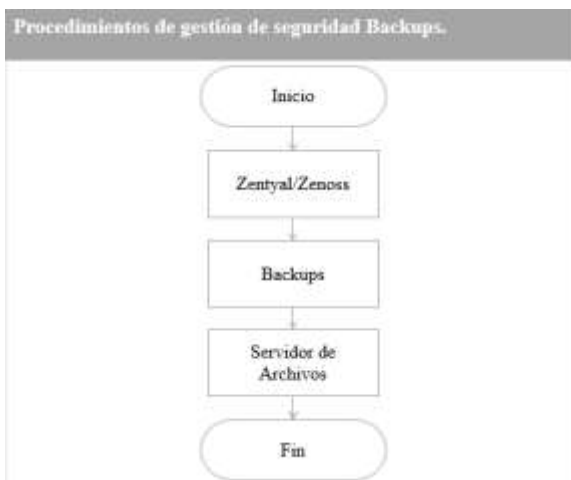 Procedimientos de gestión de seguridad Backups.
Inicio
Zentyal/Zenoss
Backups
Servidor de
Archivos
Fin